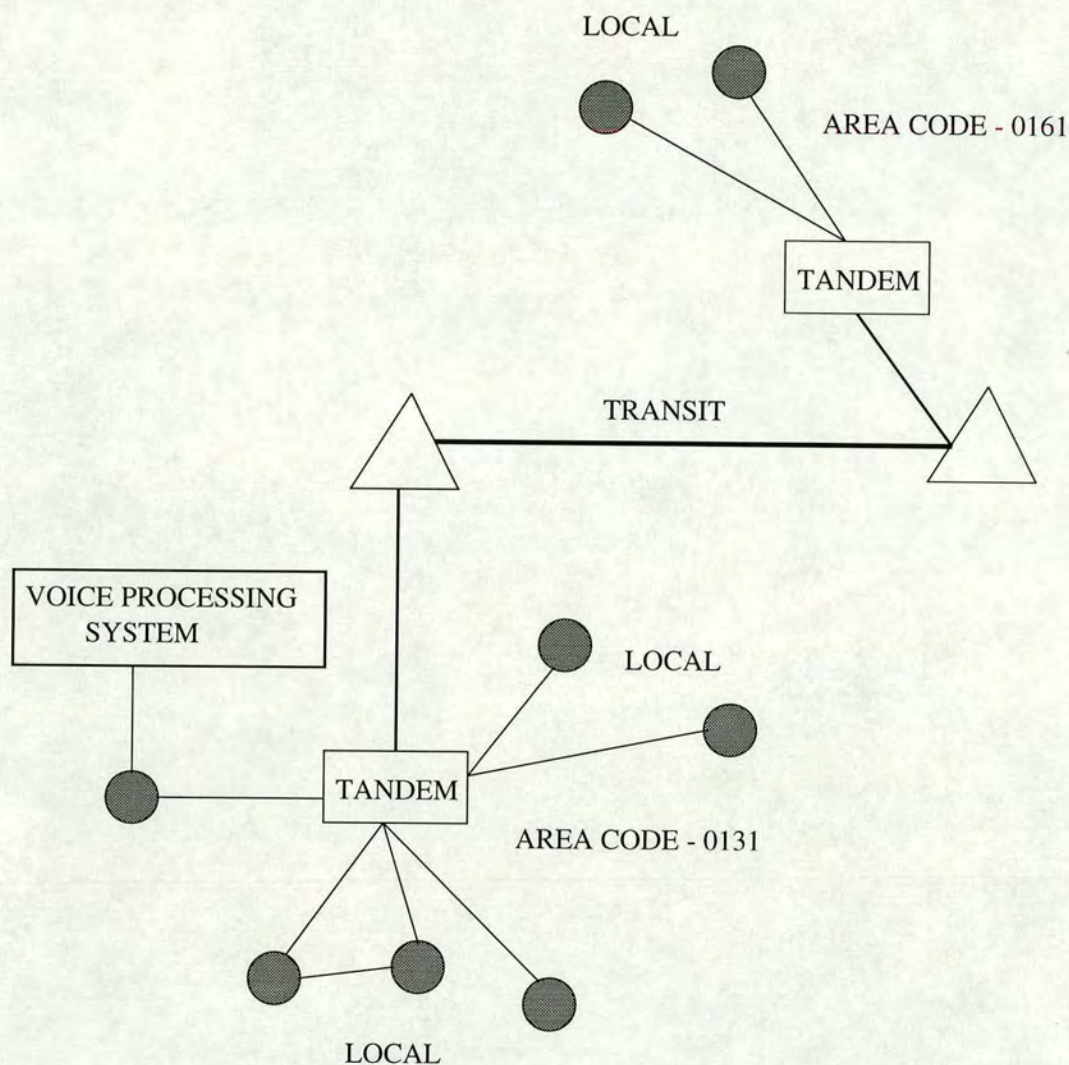 LOCAL
AREA CODE - 0161
TANDEM
TRANSIT
VOICE PROCESSING
SYSTEM
LOCAL
TANDEM
AREA CODE - 0131
LOCAL